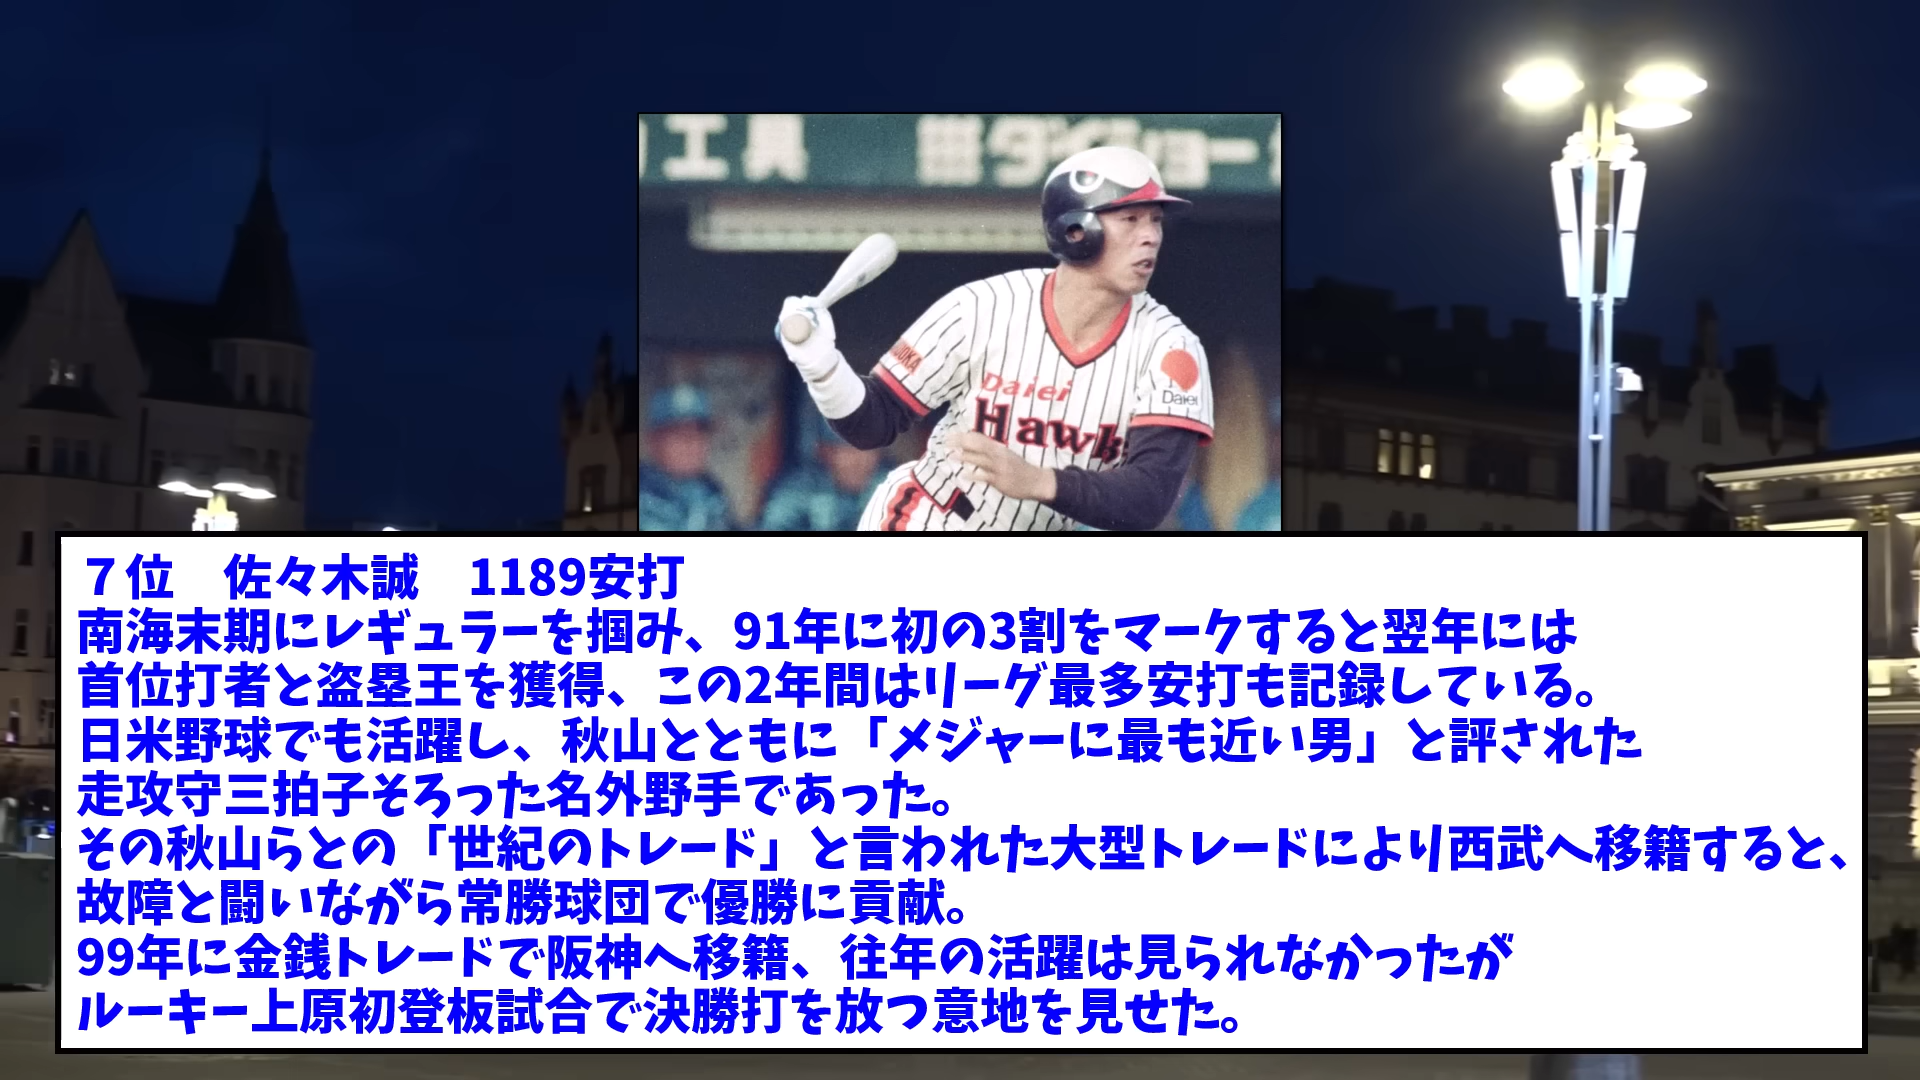 工具
世ダイジョー
UOKA
Daiei
Hawk
Daiei
７位　佐々木誠　1189安打
南海末期にレギュラーを掴み、91年に初の3割をマークすると翌年には
首位打者と盗塁王を獲得、この2年間はリーグ最多安打も記録している。
日米野球でも活躍し、秋山とともに「メジャーに最も近い男」と評された
走攻守三拍子そろった名外野手であった。
その秋山らとの「世紀のトレード」と言われた大型トレードにより西武へ移籍すると、
故障と闘いながら常勝球団で優勝に貢献。
99年に金銭トレードで阪神へ移籍、往年の活躍は見られなかったが
ルーキー上原初登板試合で決勝打を放つ意地を見せた。